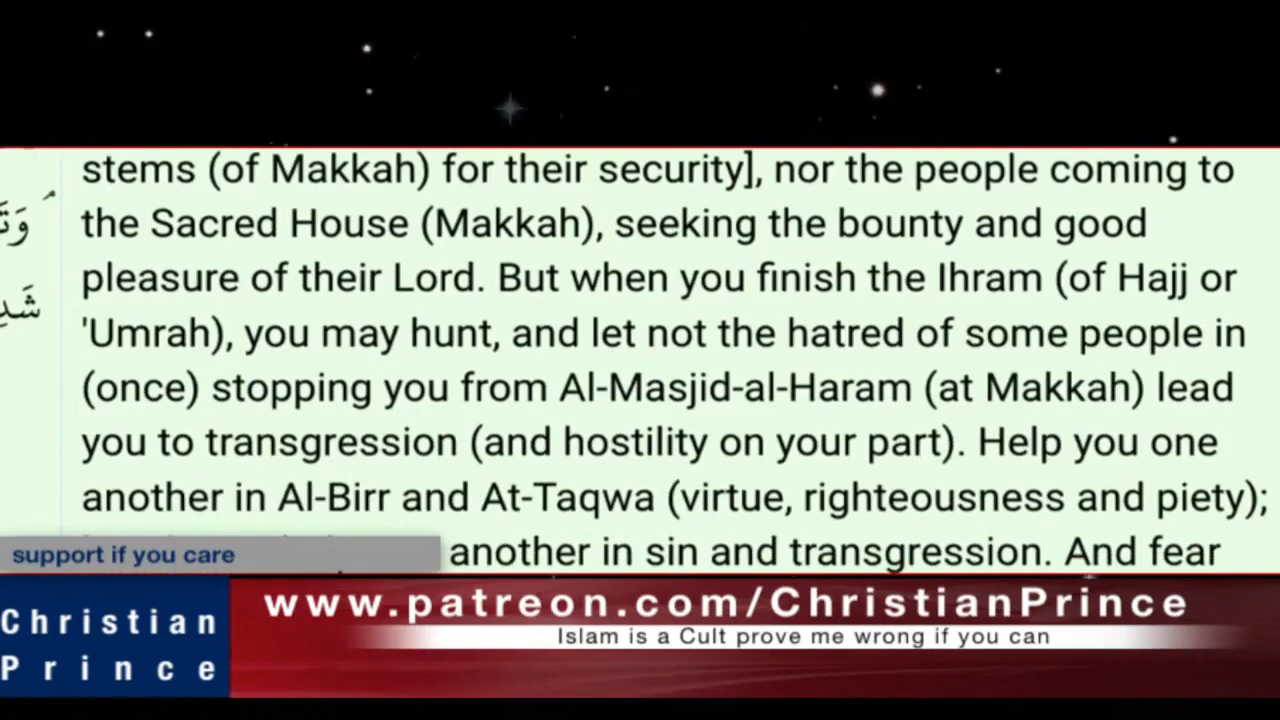 stems (of Makkah) for their security], nor the people coming to
the Sacred House (Makkah), seeking the bounty and good
pleasure of their Lord. But when you finish the Ihram (of Hajj or
'Umrah), you may hunt, and let not the hatred of some people in
(once) stopping you from Al-Masjid-al-Haram (at Makkah) lead
you to transgression (and hostility on your part). Help you one
another in Al-Birr and At-Taqwa (virtue, righteousness and piety);
another in sin and transgression. And fear
support if you care
Christian
Prince
www.patreon.com/ChristianPrince
Islam is a Cult prove me wrong if you can